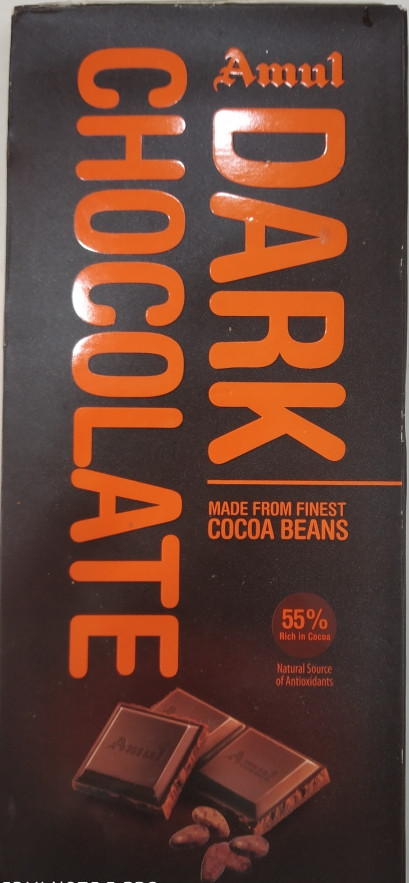 Amul
DARK
CHOCOLATE
MADE FROM FINEST
COCOA BEANS
55%
Rich in Cocoa
Natural Source
of Antioxidants
Amul
Amul